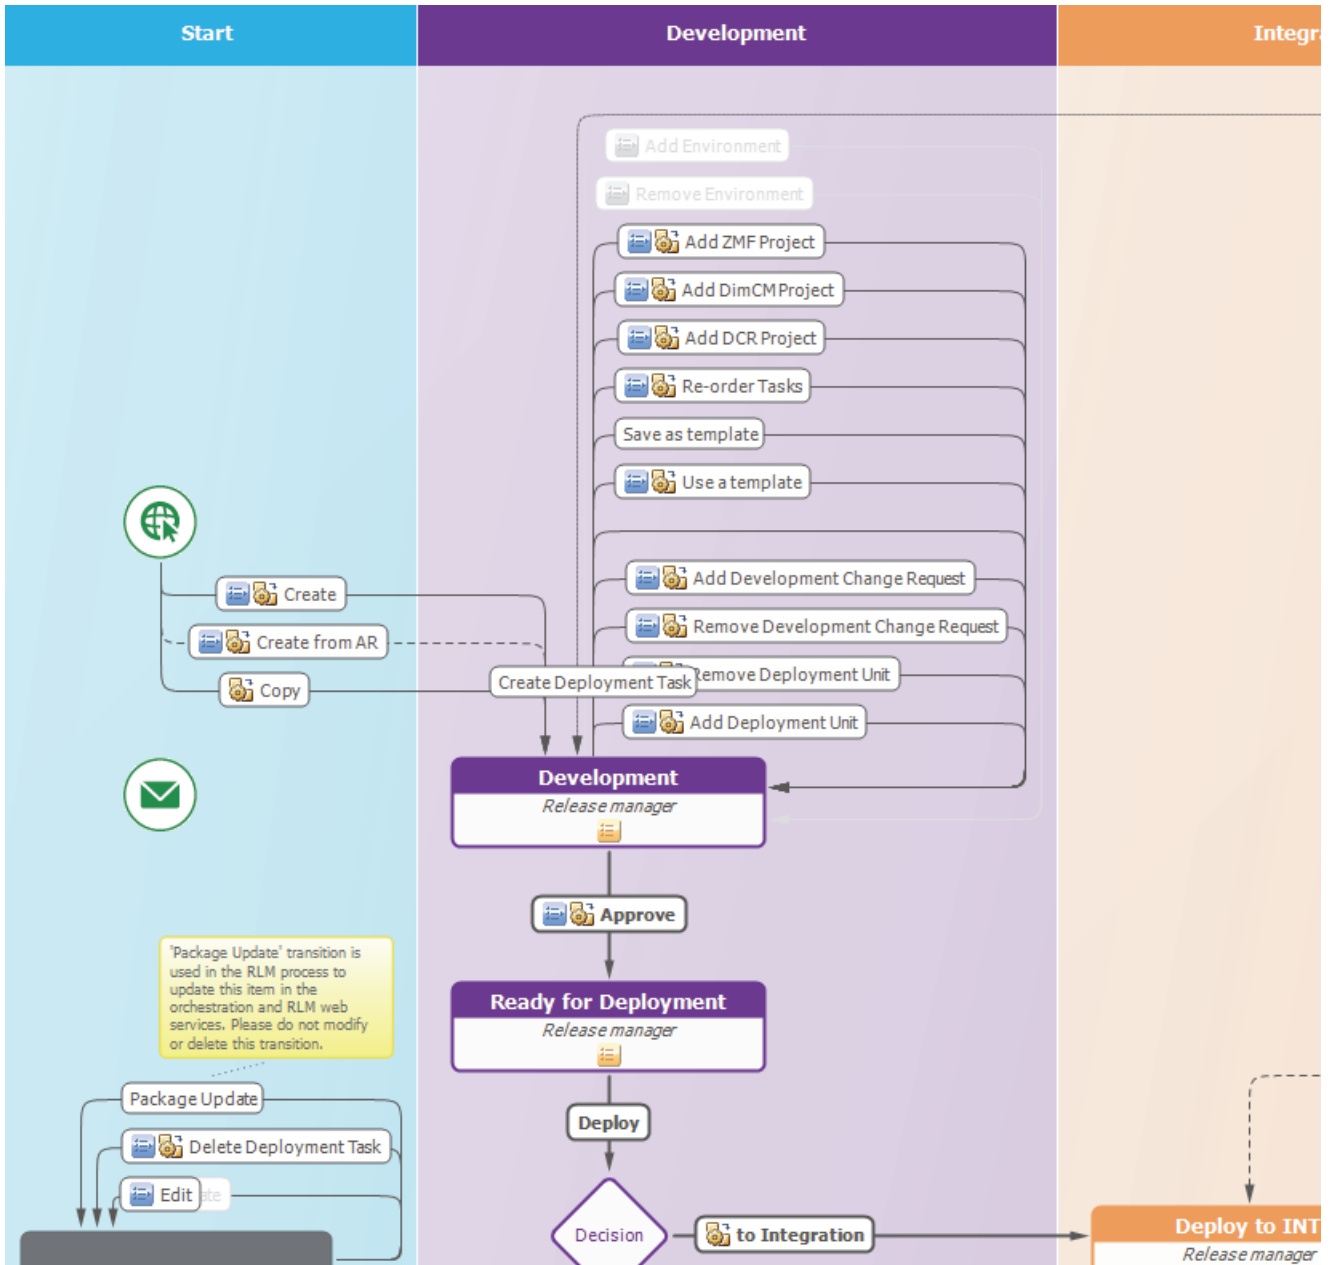 Start
Development
Integr
Add Environment
Remove Environment
Add ZMF Project
Add DimCM Project
Add DCR Project
Re-order Tasks
Save as template
Use a template
Add Development Change Request
Create
Remove Development Change Request
Create from AR
Remove Deployment Unit
Create Deployment Task
Copy
Add Deployment Unit
Development
Release manager
Approve
'Package Update' transition is
used in the RLM process to
update this item in the
orchestration and RLM web
services. Please do not modify
or delete this transition.
Ready for Deployment
Release manager
Package Update
Deploy
Delete Deployment Task
Edit
Decision
to Integration
Deploy to INT
Release manager